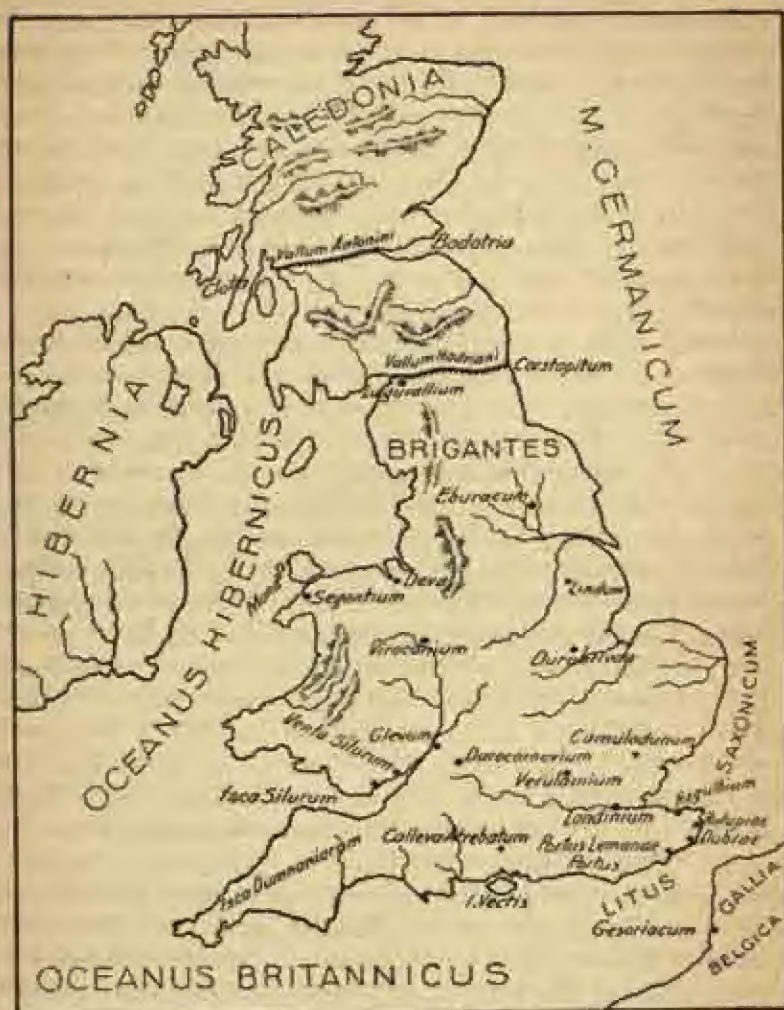 CALEDONIA
M. GERMANICUM
Vallum Antonini
Bodotria
Clota
Vallum Hadriani
Corstopitum
Luguvallium
HIBERNIA
BRIGANTES
Eburacum
OCEANUS HIBERNICUS
Deva
Lindum
Segontium
Viroconium
Venta Silurum
Glevum
Camulodunum
SAXONICUM
Durocornovium
Verulamium
Isca Silurum
Londinium
Regulbium
Rutupiae
Dubrae
Calleva Atrebatum
Portus Lemanae
Portus
Isca Dumnoniorum
I. Vectis
LITUS
Gesoriacum
GALLIA
BELGICA
OCEANUS BRITANNICUS